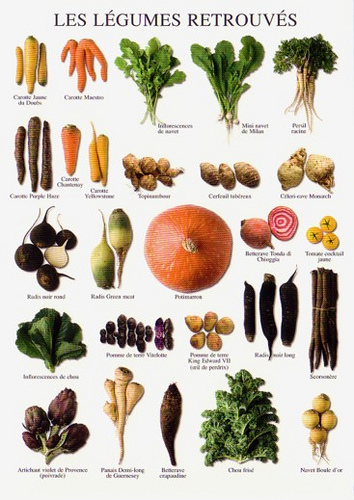 LES LÉGUMES RETROUVÉS
Carotte Jaune
du Doubs
Carotte Maestro
Inflorescences
de navet
Mini navet
de Milan
Persil
racine
Carotte Purple Haze
Carotte
Chantenay
Carotte
Yellowstone
Topinambour
Cerfeuil tubéreux
Céleri-rave Monarch
Radis noir rond
Radis Green meat
Potimarron
Betterave Tonda di
Chioggia
Tomate cocktail
jaune
Inflorescences de chou
Pomme de terre Vitelotte
Pomme de terre
King Edward VII
(œil de perdrix)
Radis noir long
Scorsonère
Artichaut violet de Provence
(poivrade)
Panais Demi-long
de Guernesey
Betterave
crapaudine
Chou frisé
Navet Boule d'or